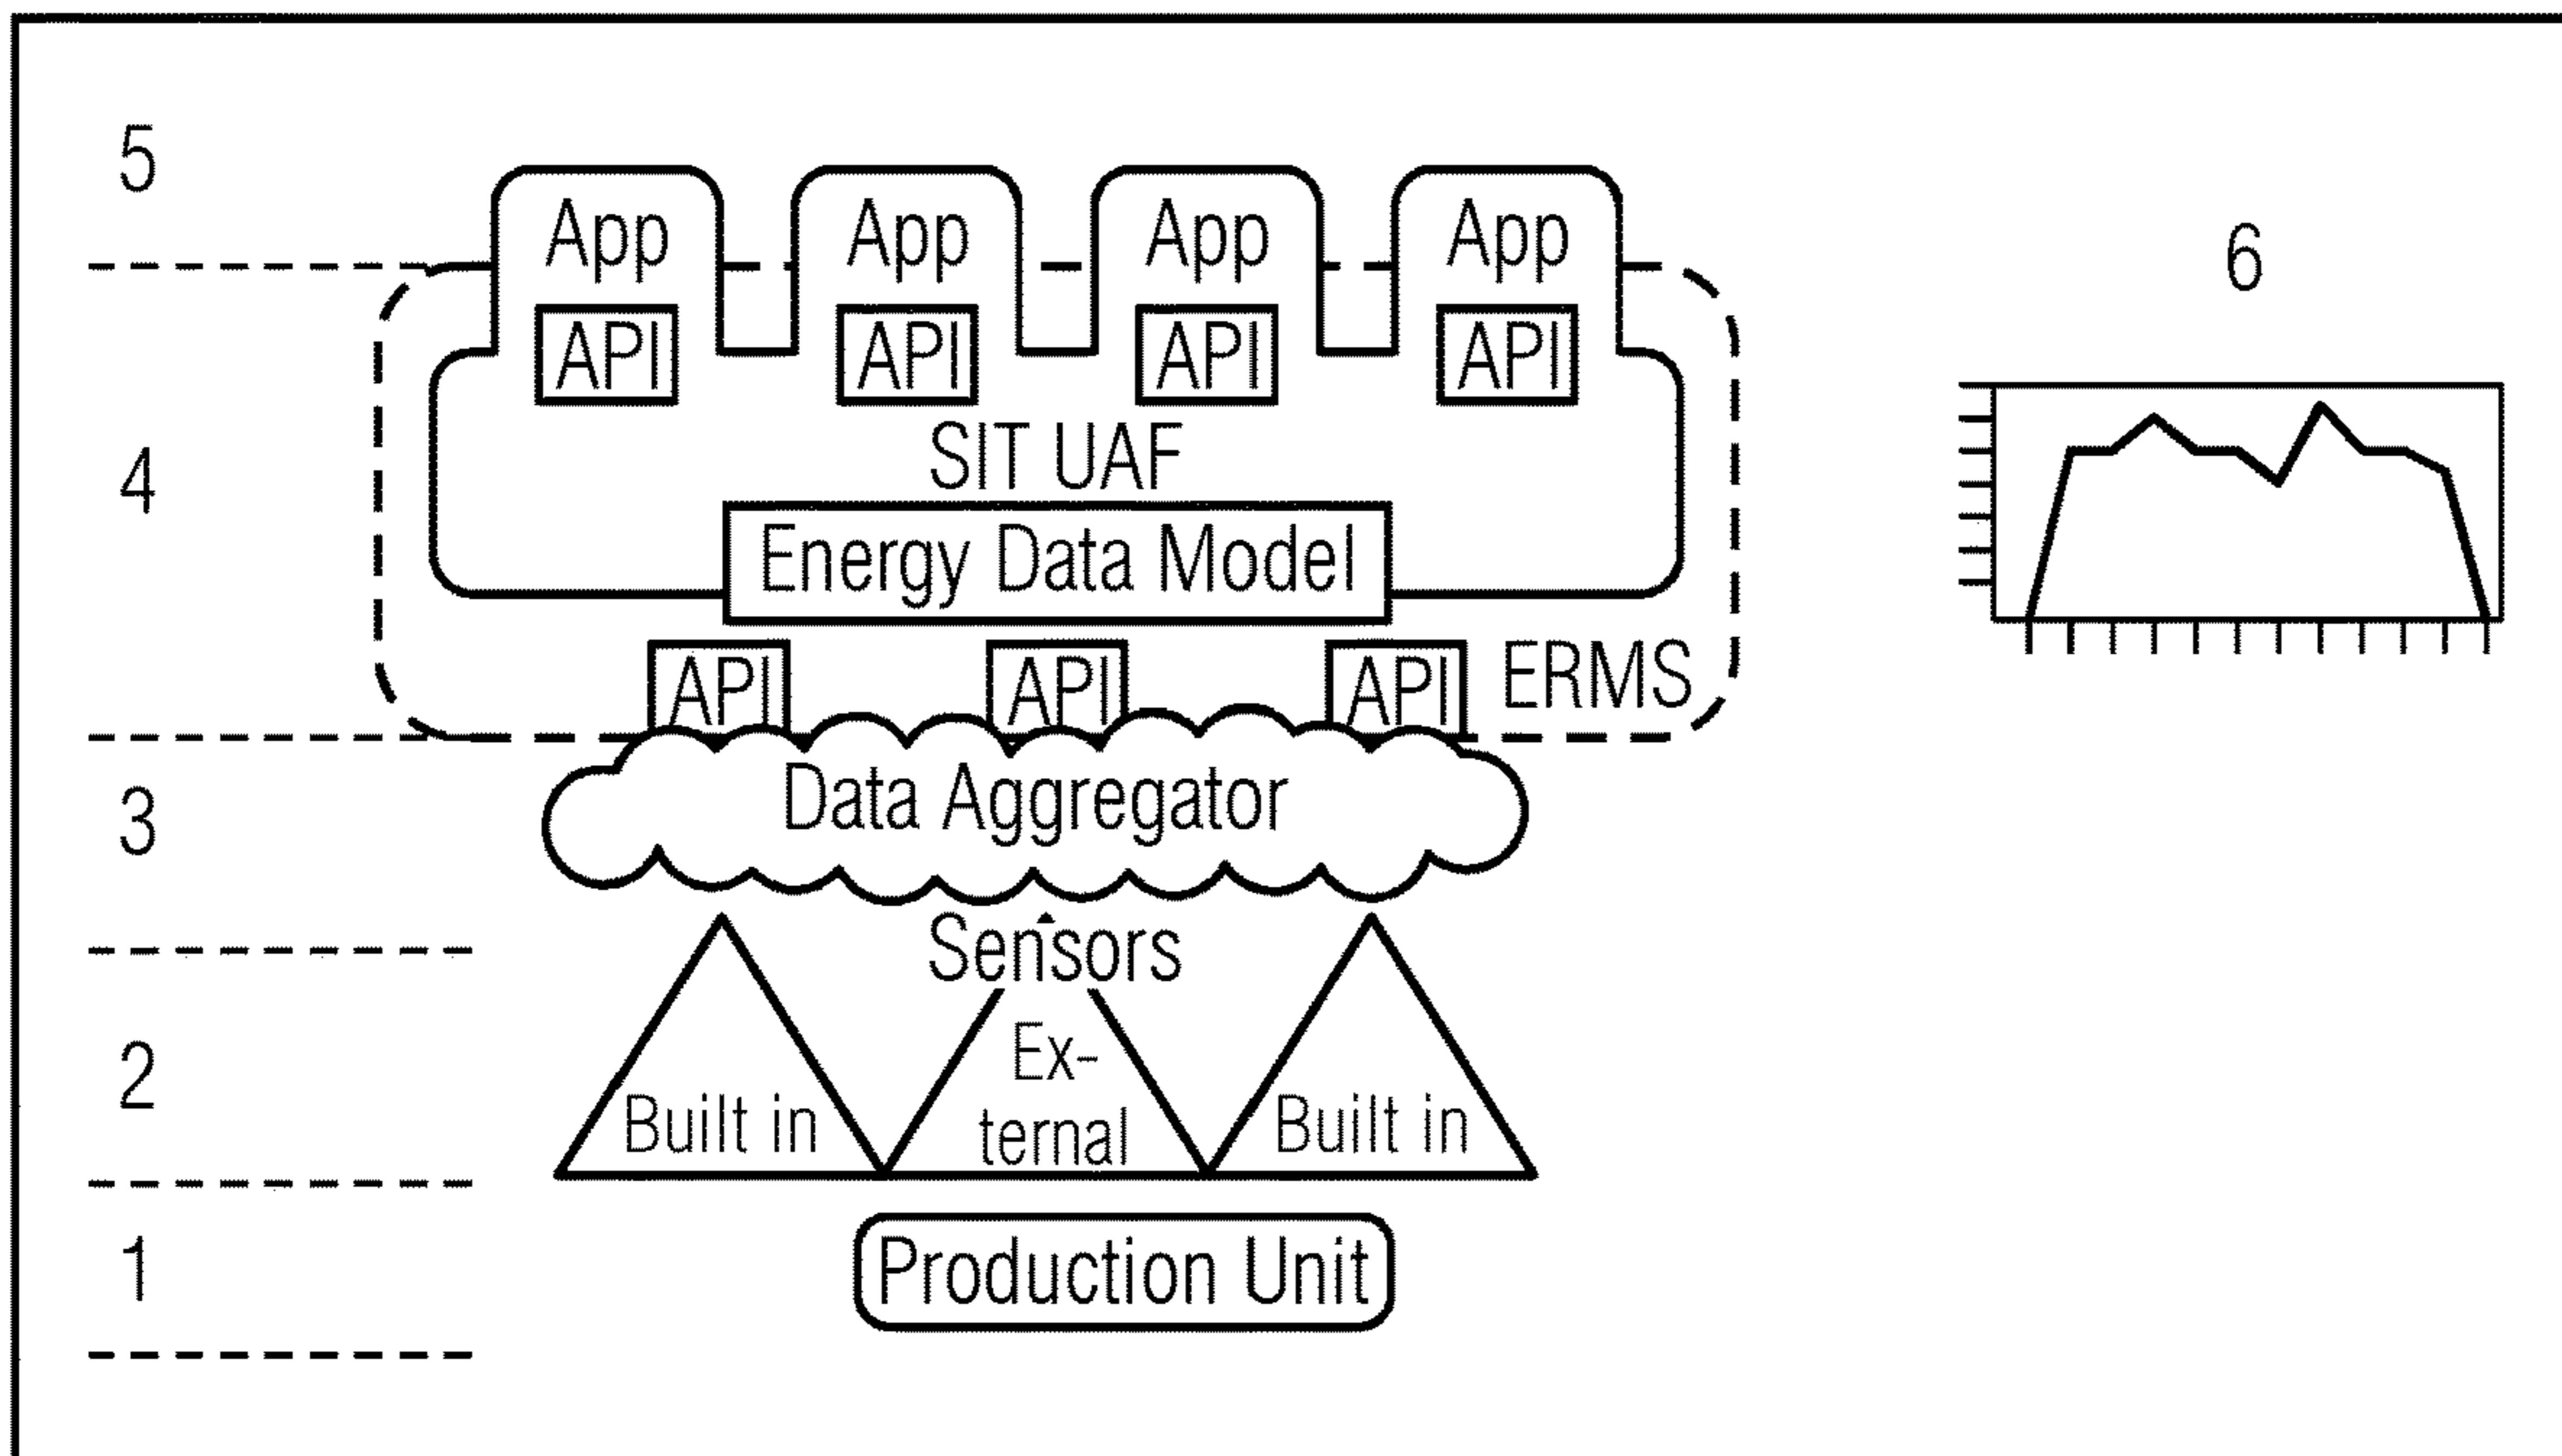 5
App App App App
6
API API API API
4
SIT UAF
Energy Data Model
API API API ERMS
3
Data Aggregator
Sensors
2
Ex-
Built in ternal Built in
1
Production Unit